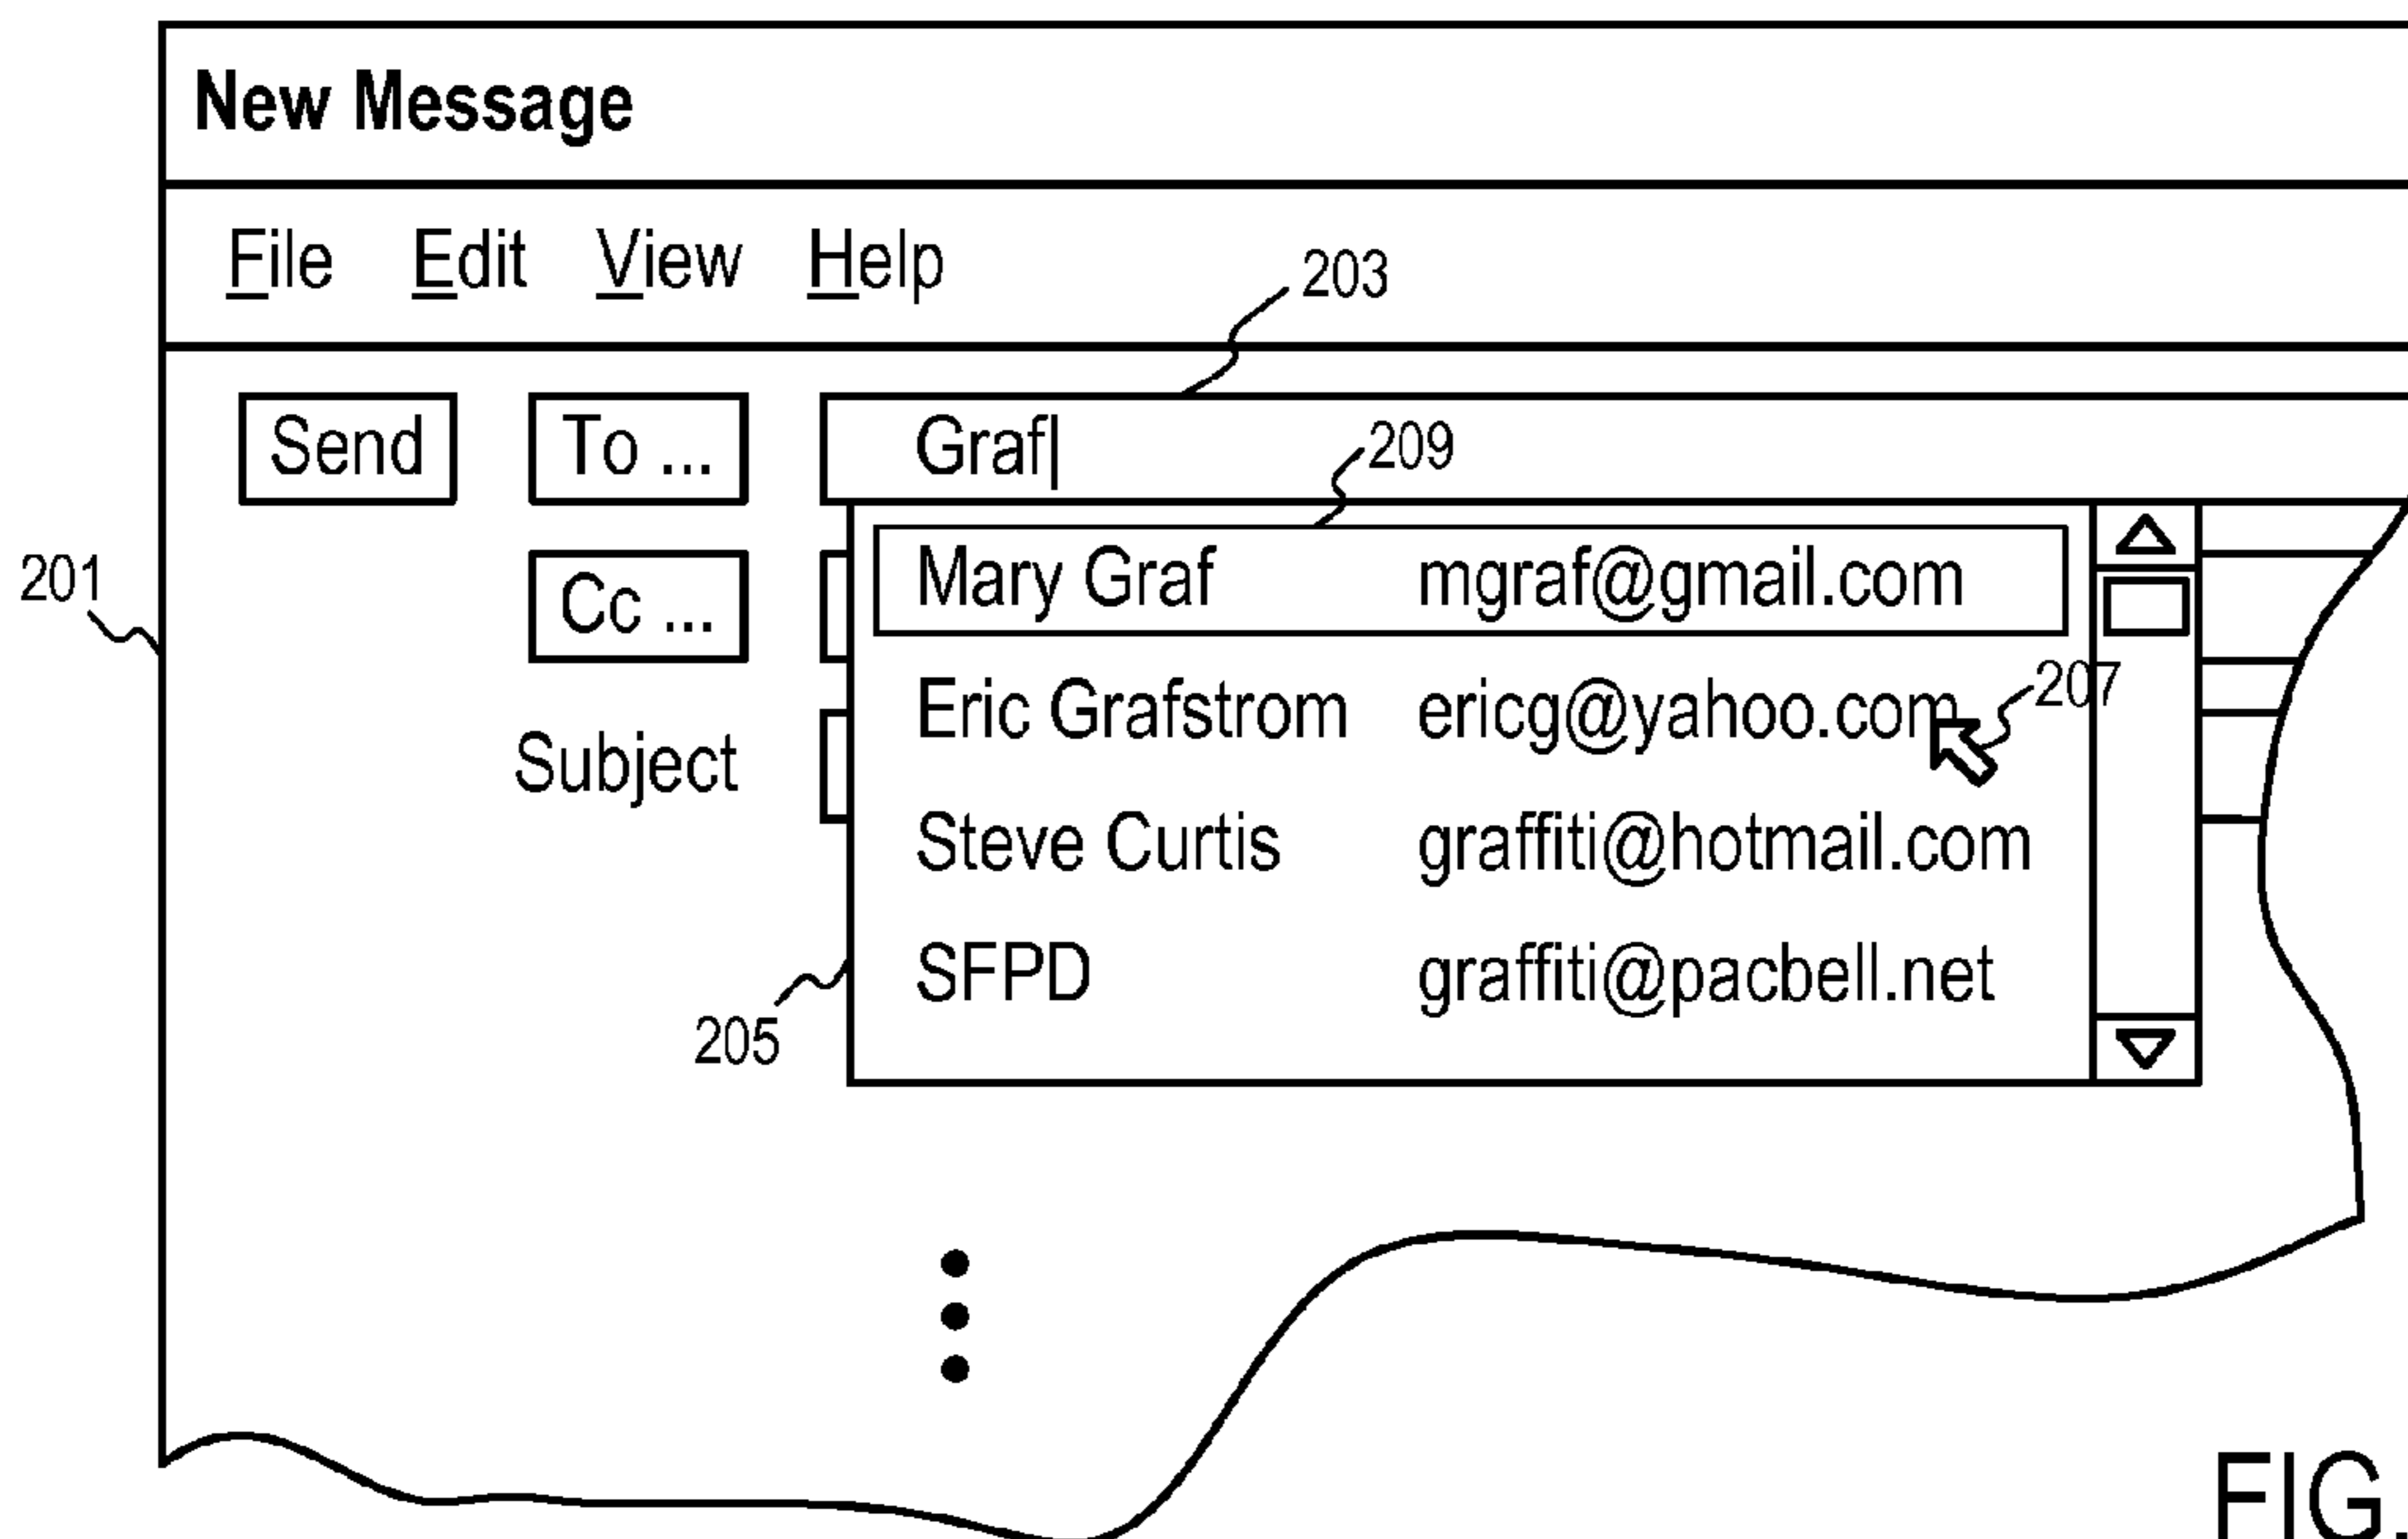 New Message
File Edit View Help
203
Send To ... Graf
209
201
Cc ...
Mary Graf mgraf@gmail.com
207
Eric Grafstrom ericg@yahoo.com
Subject
Steve Curtis graffiti@hotmail.com
SFPD graffiti@pacbell.net
205
FIG.